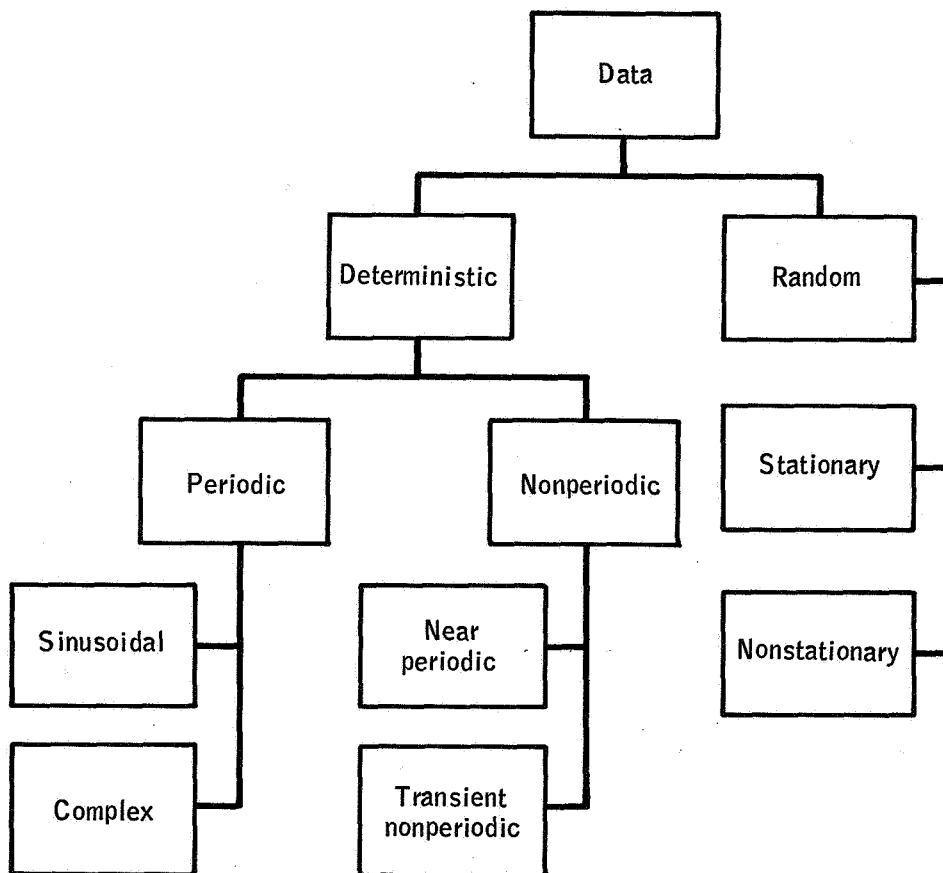 Data
Deterministic
Random
Periodic
Nonperiodic
Stationary
Sinusoidal
Near
periodic
Nonstationary
Complex
Transient
nonperiodic